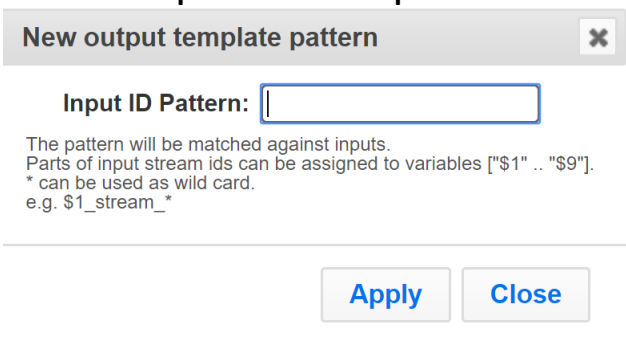 New output template pattern
Input ID Pattern:
The pattern will be matched against inputs.
Parts of input stream ids can be assigned to variables ["$1" .. "$9"].
* can be used as wild card.
e.g. $1_stream_*
Apply Close